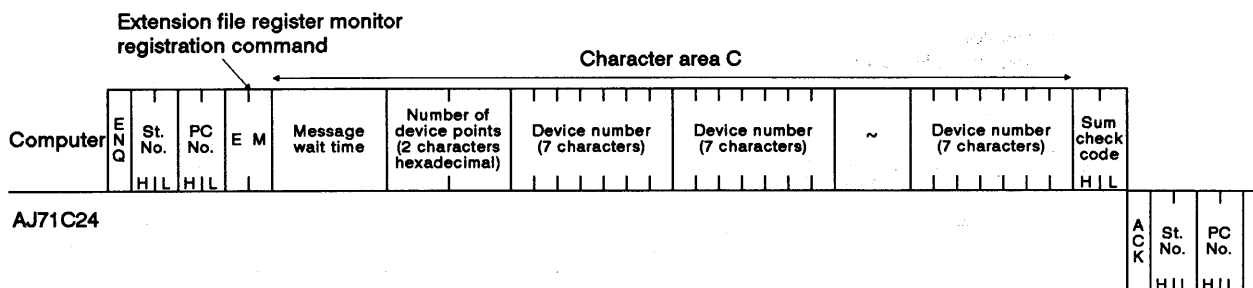 Extension file register monitor
registration command
Character area C
Computer
E
N
Q
St.
No.
H L
PC
No.
H L
E M
Message
wait time
Number of
device points
(2 characters
hexadecimal)
Device number
(7 characters)
Device number
(7 characters)
~
Device number
(7 characters)
Sum
check
code
H L
AJ71C24
A
C
K
St.
No.
H L
PC
No.
H L